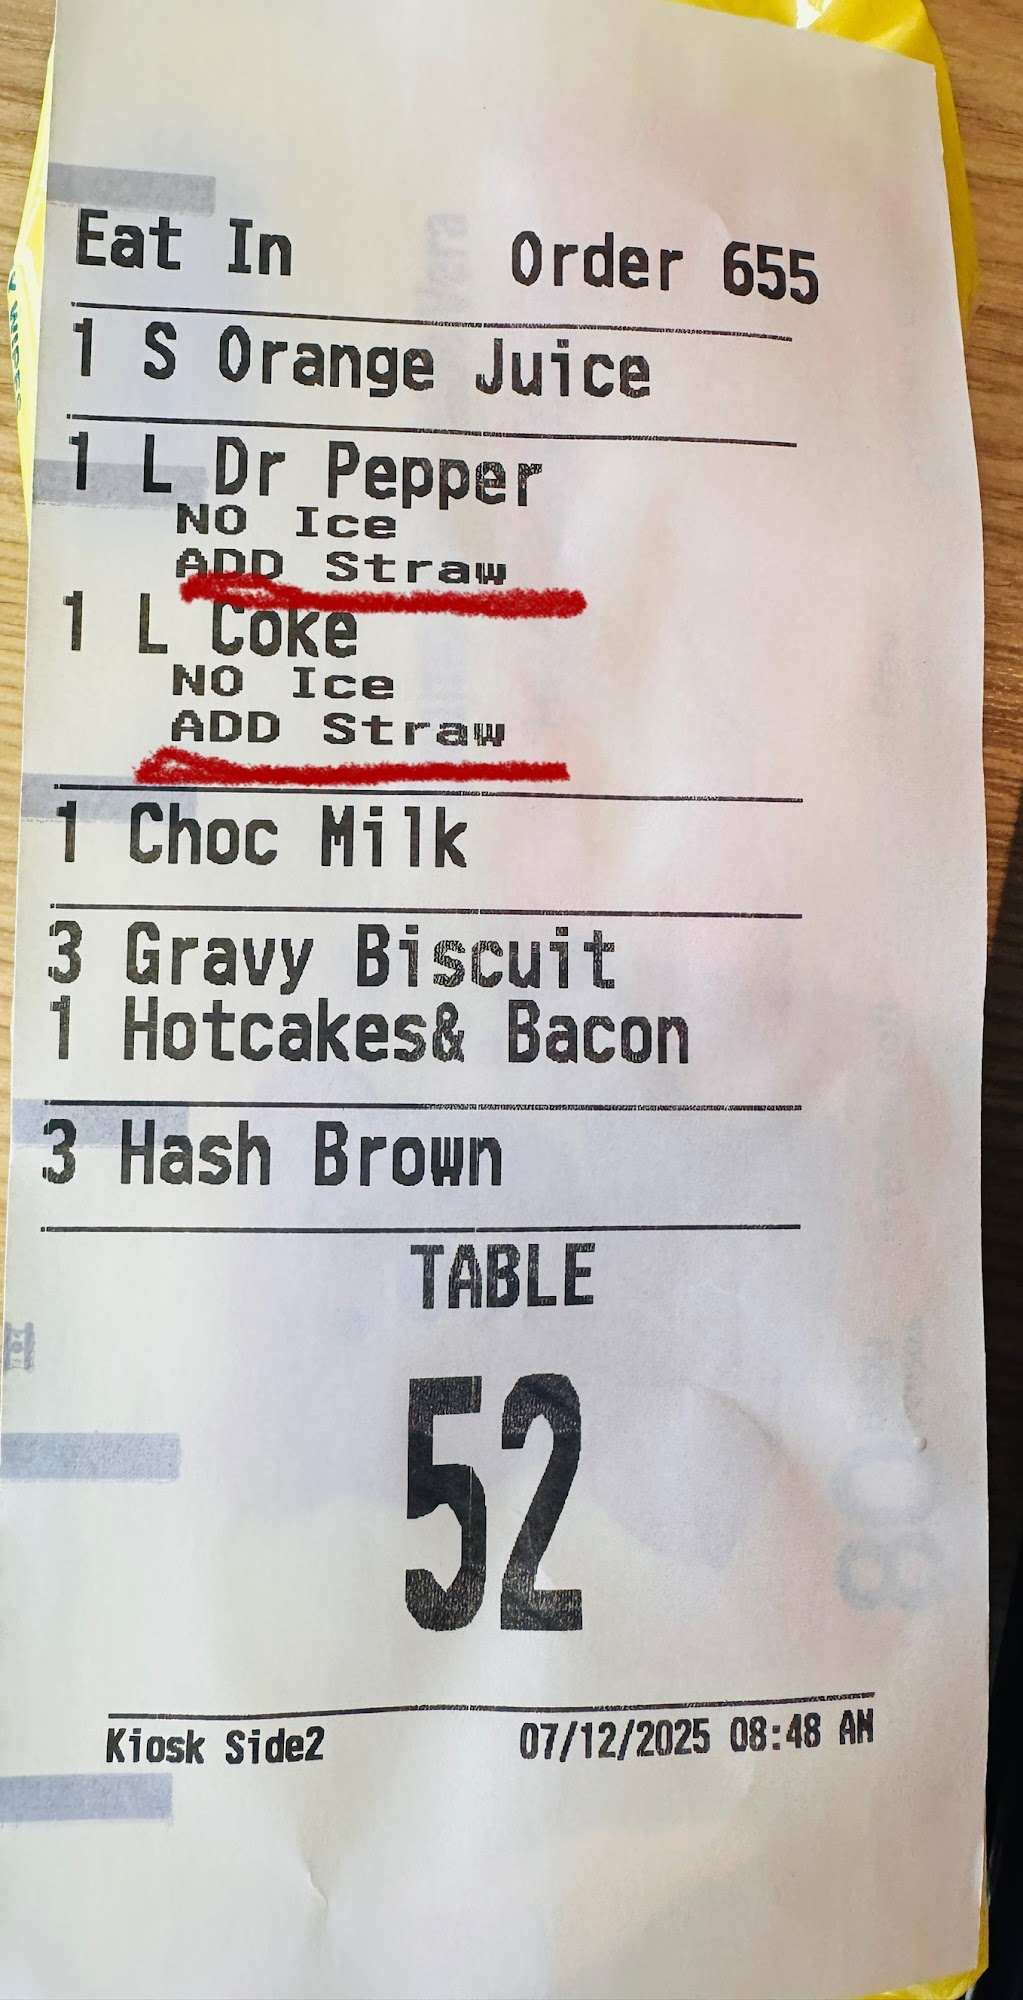 Eat In Order 655
1 S Orange Juice
1 L Dr Pepper
NO Ice
ADD Straw
1 L Coke
NO Ice
ADD Straw
1 Choc Milk
3 Gravy Biscuit
1 Hotcakes& Bacon
3 Hash Brown
TABLE
52
Kiosk Side2 07/12/2025 08:48 AM